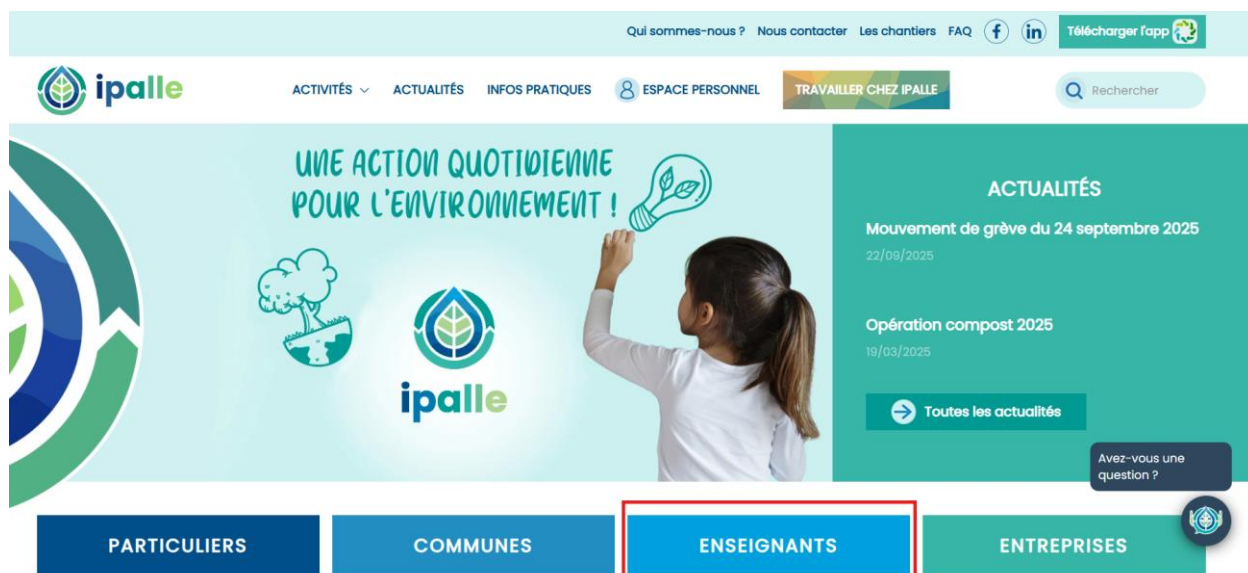 Qui sommes-nous ? Nous contacter Les chantiers FAQ f in Télécharger l'app
ipalle ACTIVITÉS ACTUALITÉS INFOS PRATIQUES ESPACE PERSONNEL TRAVAILLER CHEZ IPALLE Rechercher
UNE ACTION QUOTIDIENNE
POUR L'ENVIRONNEMENT !
ipalle
ACTUALITÉS
Mouvement de grève du 24 septembre 2025
22/09/2025
Opération compost 2025
19/03/2025
Toutes les actualités
Avez-vous une
question ?
PARTICULIERS COMMUNES ENSEIGNANTS ENTREPRISES